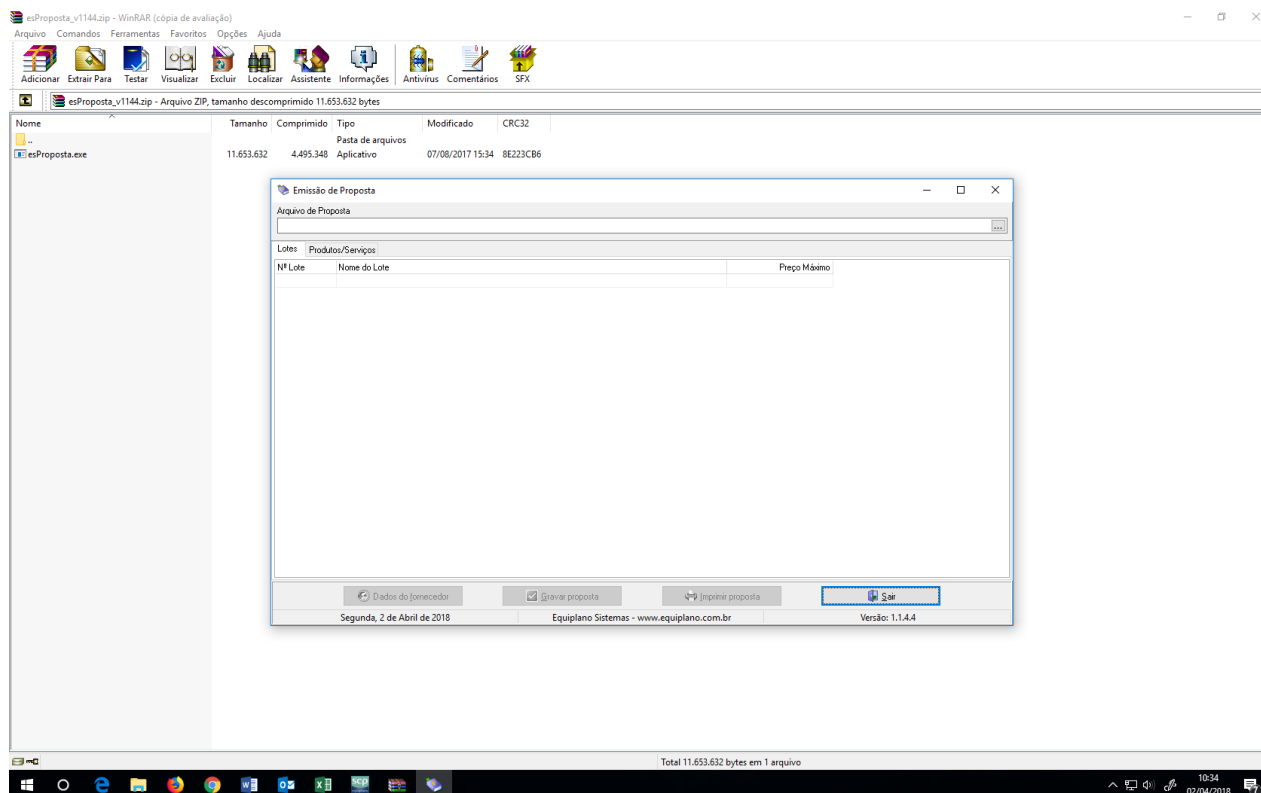 esProposta_v1144.zip - WinRAR (cópia de avaliação)
Arquivo Comandos Ferramentas Favoritos Opções Ajuda
Adicionar Extrair Para Testar Visualizar Excluir Localizar Assistente Informações Antivírus Comentários SFX
esProposta_v1144.zip - Arquivo ZIP, tamanho descomprimido 11.653.632 bytes
Nome Tamanho Comprimido Tipo Modificado CRC32
.. Pasta de arquivos
esProposta.exe 11.653.632 4.495.348 Aplicativo 07/08/2017 15:34 8E223CB6
Emissão de Proposta
Arquivo de Proposta
...
Lotes Produtos/Serviços
Nº Lote Nome do Lote Preço Máximo
Dados do fornecedor Gravar proposta Imprimir proposta Sair
Segunda, 2 de Abril de 2018 Equiplano Sistemas - www.equiplano.com.br Versão: 1.1.4.4
Total 11.653.632 bytes em 1 arquivo
scp
10:34
02/04/2018
7